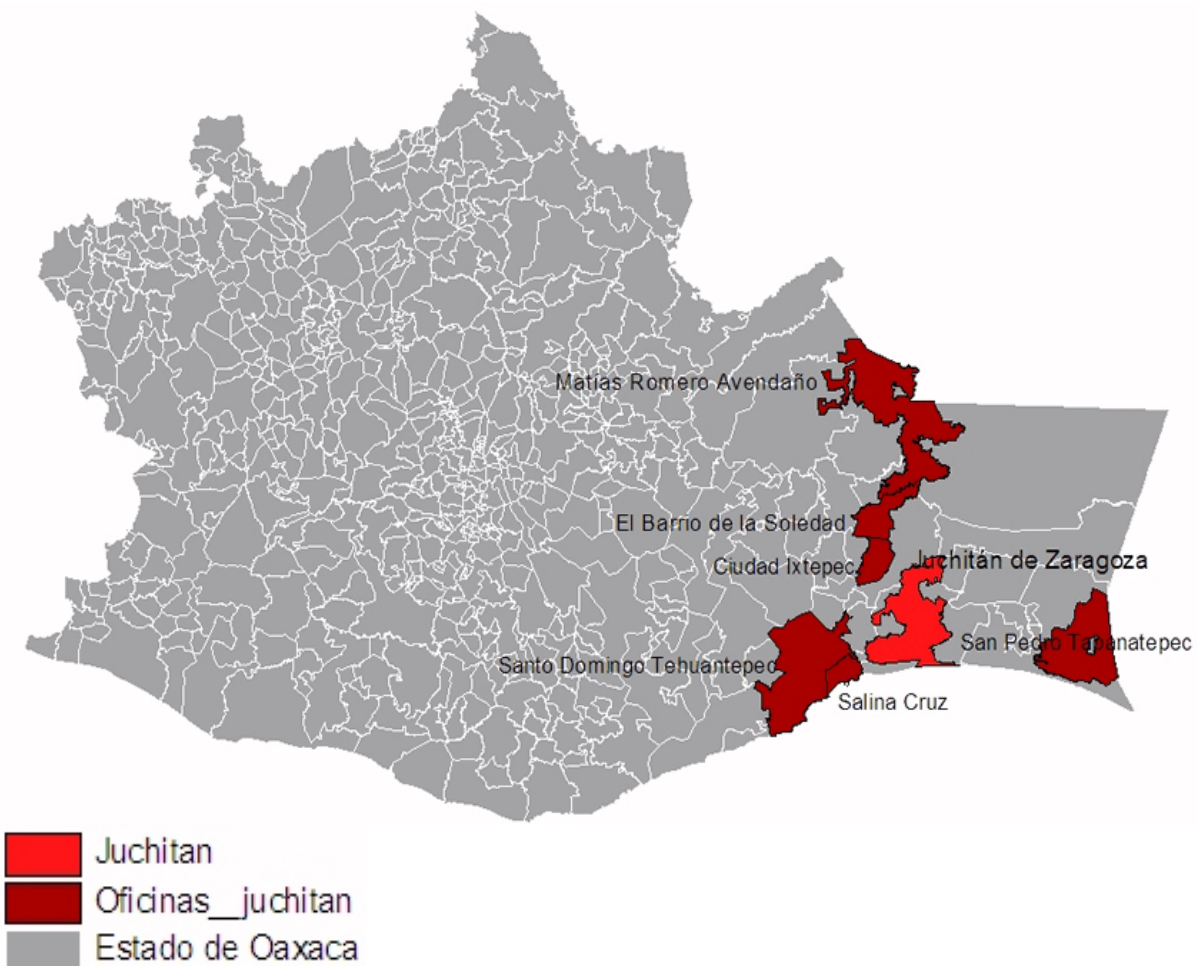 Matías Romero Avendaño
El Barrio de la Soledad
Ciudad Ixtepec
Juchitán de Zaragoza
San Pedro Tapanatepec
Santo Domingo Tehuantepec
Salina Cruz
Juchitan
Oficinas__juchitan
Estado de Oaxaca